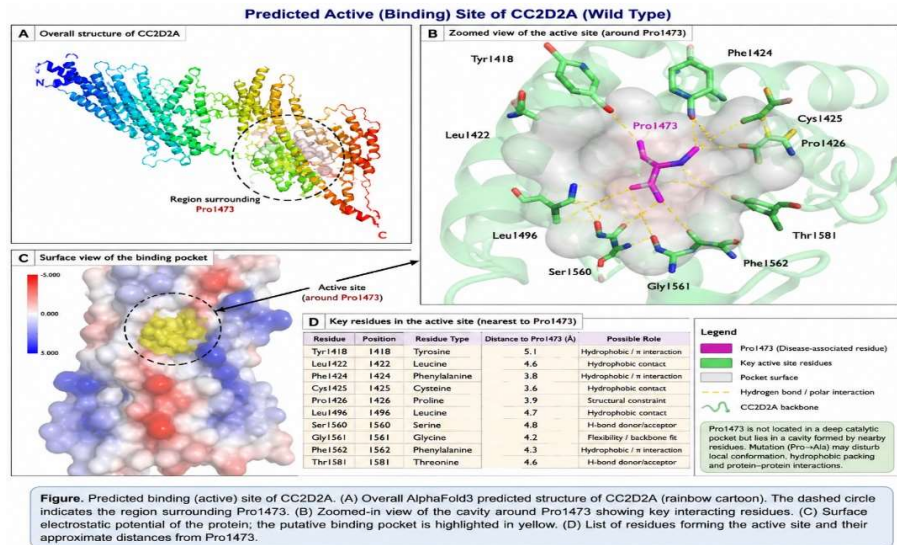 Predicted Active (Binding) Site of CC2D2A (Wild Type)
A Overall structure of CC2D2A
N
Region surrounding
Pro1473
C
B Zoomed view of the active site (around Pro1473)
Tyr1418
Phe1424
Pro1473
Cys1425
Leu1422
Pro1426
Leu1496
Thr1581
Ser1560
Phe1562
Gly1561
C Surface view of the binding pocket
-5.000
0.000
5.000
Active site
(around Pro1473)
D Key residues in the active site (nearest to Pro1473)
Residue Position Residue Type Distance to Pro1473 (Å) Possible Role
Tyr1418 1418 Tyrosine 5.1 Hydrophobic / π interaction
Leu1422 1422 Leucine 4.6 Hydrophobic contact
Phe1424 1424 Phenylalanine 3.8 Hydrophobic / π interaction
Cys1425 1425 Cysteine 3.6 Hydrophobic contact
Pro1426 1426 Proline 3.9 Structural constraint
Leu1496 1496 Leucine 4.7 Hydrophobic contact
Ser1560 1560 Serine 4.8 H-bond donor/acceptor
Gly1561 1561 Glycine 4.2 Flexibility / backbone fit
Phe1562 1562 Phenylalanine 4.3 Hydrophobic / π interaction
Thr1581 1581 Threonine 4.6 H-bond donor/acceptor
Legend
Pro1473 (Disease-associated residue)
Key active site residues
Pocket surface
Hydrogen bond / polar interaction
CC2D2A backbone
Pro1473 is not located in a deep catalytic
pocket but lies in a cavity formed by nearby
residues. Mutation (Pro→Ala) may disturb
local conformation, hydrophobic packing
and protein–protein interactions.
Figure. Predicted binding (active) site of CC2D2A. (A) Overall AlphaFold3 predicted structure of CC2D2A (rainbow cartoon). The dashed circle
indicates the region surrounding Pro1473. (B) Zoomed-in view of the cavity around Pro1473 showing key interacting residues. (C) Surface
electrostatic potential of the protein; the putative binding pocket is highlighted in yellow. (D) List of residues forming the active site and their
approximate distances from Pro1473.